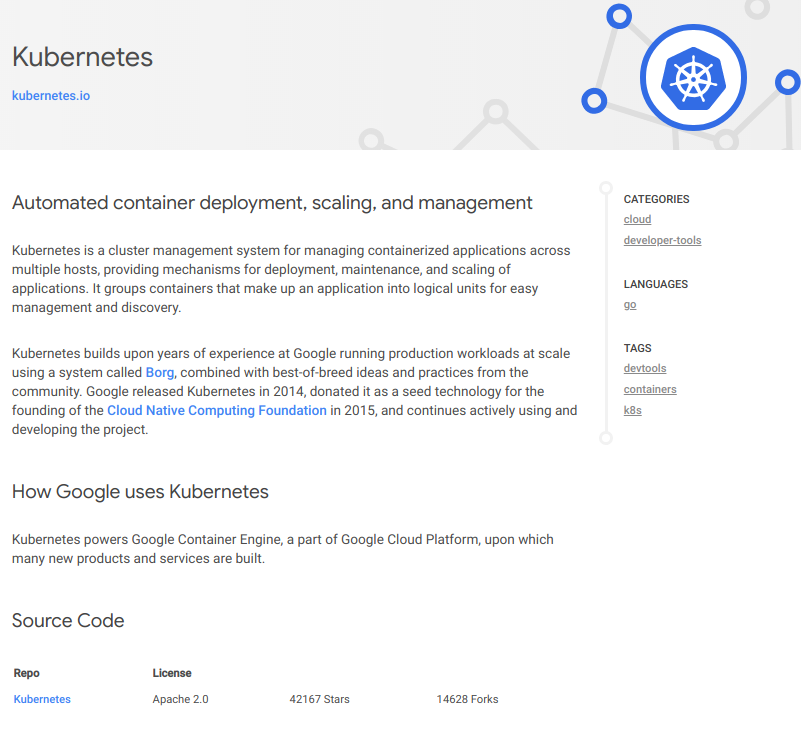 Kubernetes
kubernetes.io
Automated container deployment, scaling, and management
Kubernetes is a cluster management system for managing containerized applications across
multiple hosts, providing mechanisms for deployment, maintenance, and scaling of
applications. It groups containers that make up an application into logical units for easy
management and discovery.
Kubernetes builds upon years of experience at Google running production workloads at scale
using a system called Borg, combined with best-of-breed ideas and practices from the
community. Google released Kubernetes in 2014, donated it as a seed technology for the
founding of the Cloud Native Computing Foundation in 2015, and continues actively using and
developing the project.
How Google uses Kubernetes
Kubernetes powers Google Container Engine, a part of Google Cloud Platform, upon which
many new products and services are built.
Source Code
Repo License
Kubernetes Apache 2.0 42167 Stars 14628 Forks
CATEGORIES
cloud
developer-tools
LANGUAGES
go
TAGS
devtools
containers
k8s